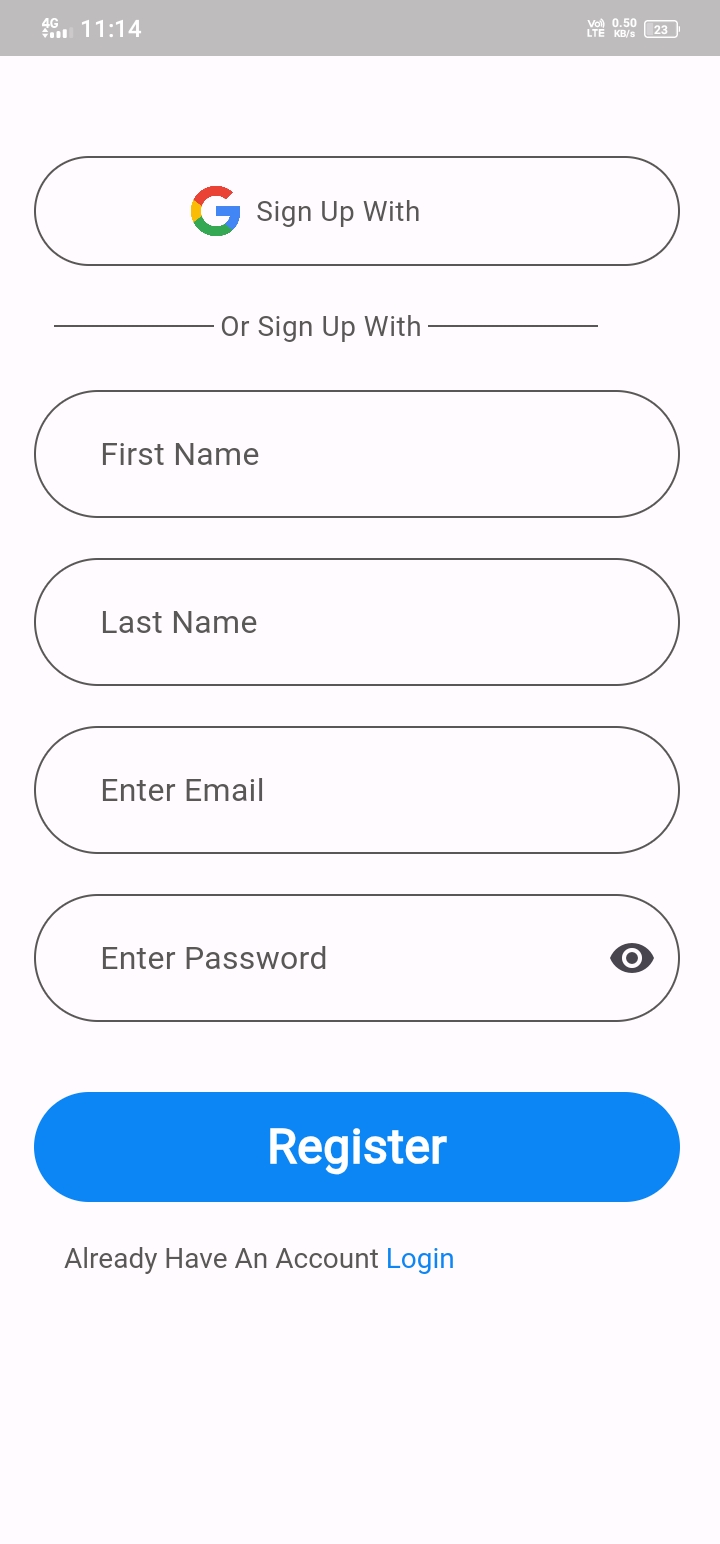 4G 11:14 Vo) LTE 0.50 KB/s 23
Sign Up With
Or Sign Up With
First Name
Last Name
Enter Email
Enter Password
Register
Already Have An Account Login